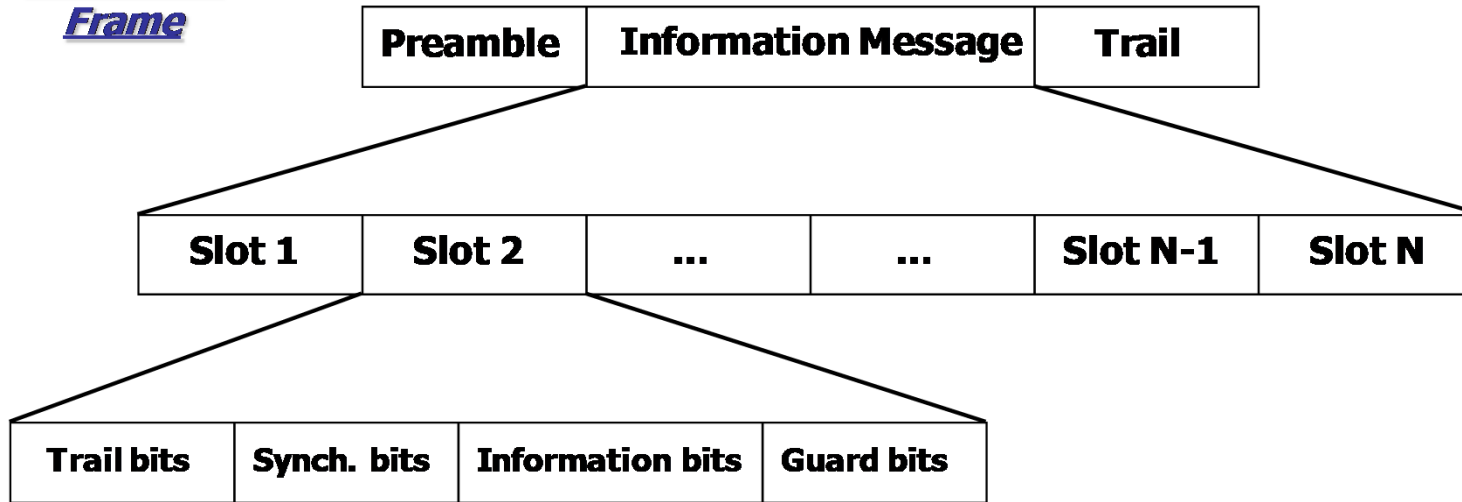 Frame
Preamble Information Message Trail
Slot 1 Slot 2 ... ... Slot N-1 Slot N
Trail bits Synch. bits Information bits Guard bits